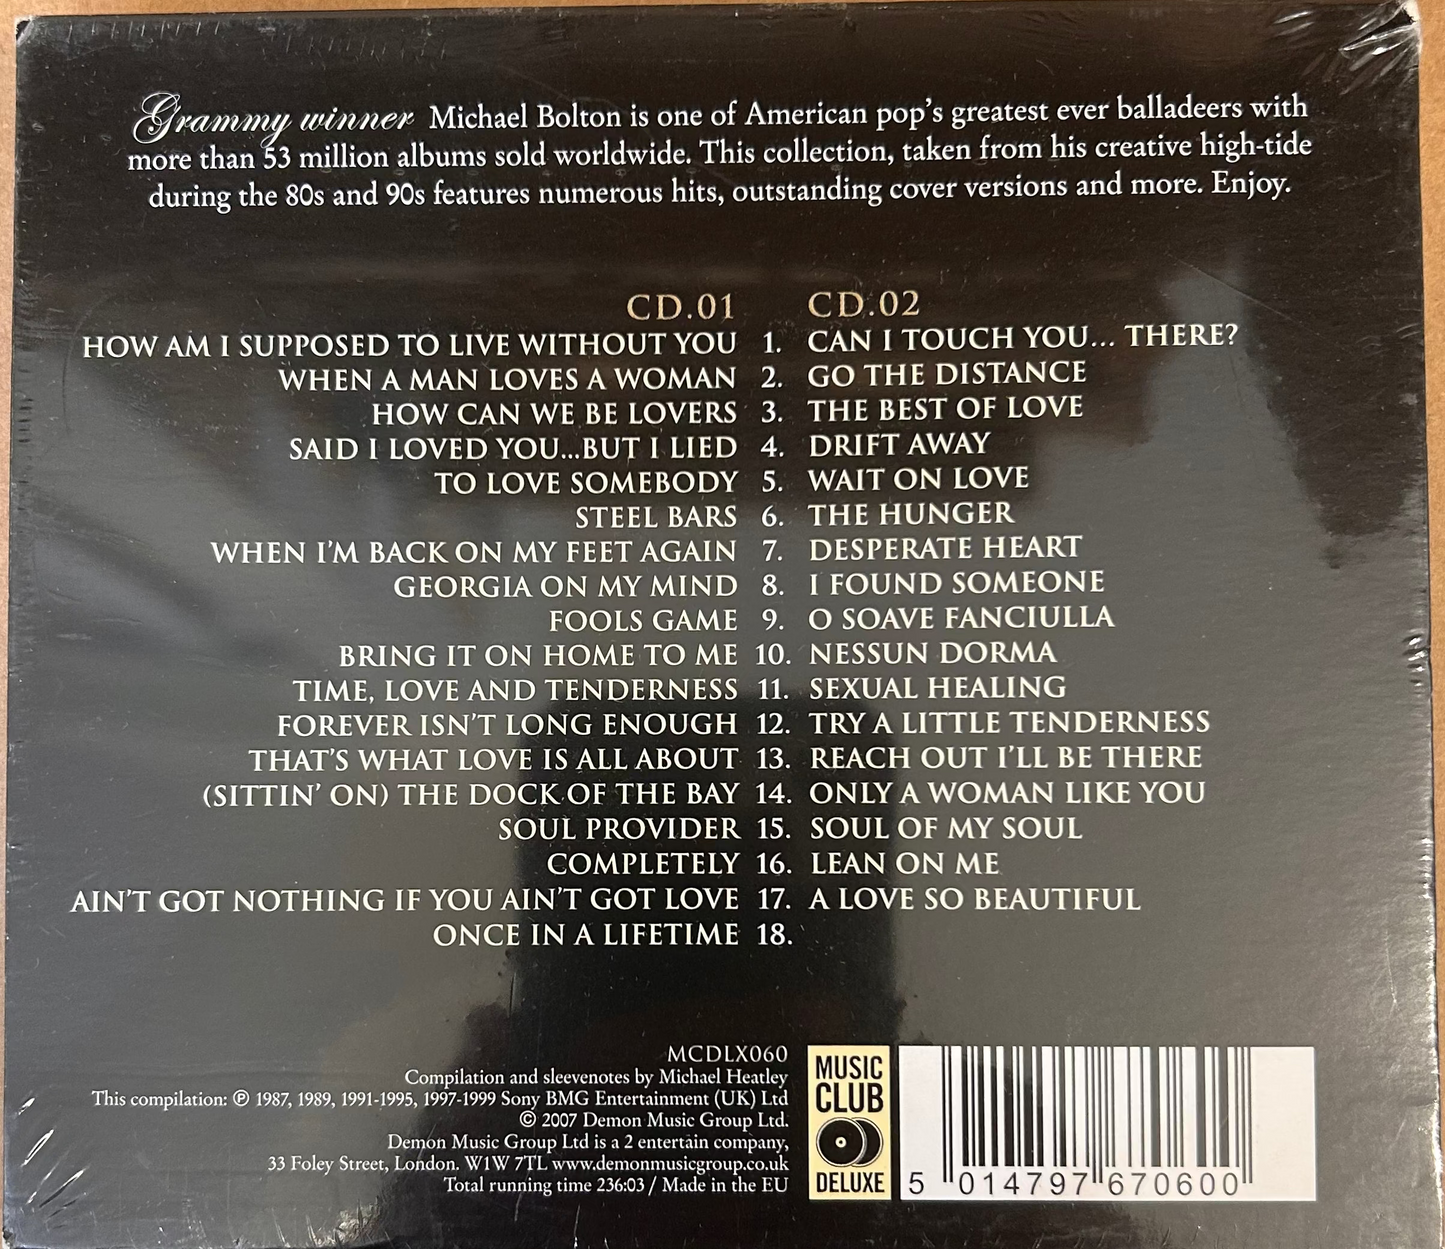 Grammy winner Michael Bolton is one of American pop's greatest ever balladeers with
more than 53 million albums sold worldwide. This collection, taken from his creative high-tide
during the 80s and 90s features numerous hits, outstanding cover versions and more. Enjoy.
CD.01 CD.02
HOW AM I SUPPOSED TO LIVE WITHOUT YOU 1. CAN I TOUCH YOU... THERE?
WHEN A MAN LOVES A WOMAN 2. GO THE DISTANCE
HOW CAN WE BE LOVERS 3. THE BEST OF LOVE
SAID I LOVED YOU...BUT I LIED 4. DRIFT AWAY
TO LOVE SOMEBODY 5. WAIT ON LOVE
STEEL BARS 6. THE HUNGER
WHEN I'M BACK ON MY FEET AGAIN 7. DESPERATE HEART
GEORGIA ON MY MIND 8. I FOUND SOMEONE
FOOLS GAME 9. O SOAVE FANCIULLA
BRING IT ON HOME TO ME 10. NESSUN DORMA
TIME, LOVE AND TENDERNESS 11. SEXUAL HEALING
FOREVER ISN'T LONG ENOUGH 12. TRY A LITTLE TENDERNESS
THAT'S WHAT LOVE IS ALL ABOUT 13. REACH OUT I'LL BE THERE
(SITTIN' ON) THE DOCK OF THE BAY 14. ONLY A WOMAN LIKE YOU
SOUL PROVIDER 15. SOUL OF MY SOUL
COMPLETELY 16. LEAN ON ME
AIN'T GOT NOTHING IF YOU AIN'T GOT LOVE 17. A LOVE SO BEAUTIFUL
ONCE IN A LIFETIME 18.
MCDLX060
Compilation and sleevenotes by Michael Heatley
This compilation: ℗ 1987, 1989, 1991-1995, 1997-1999 Sony BMG Entertainment (UK) Ltd
© 2007 Demon Music Group Ltd.
Demon Music Group Ltd is a 2 entertain company,
33 Foley Street, London. W1W 7TL www.demonmusicgroup.co.uk
Total running time 236:03 / Made in the EU
MUSIC
CLUB
DELUXE
5 014797 670600